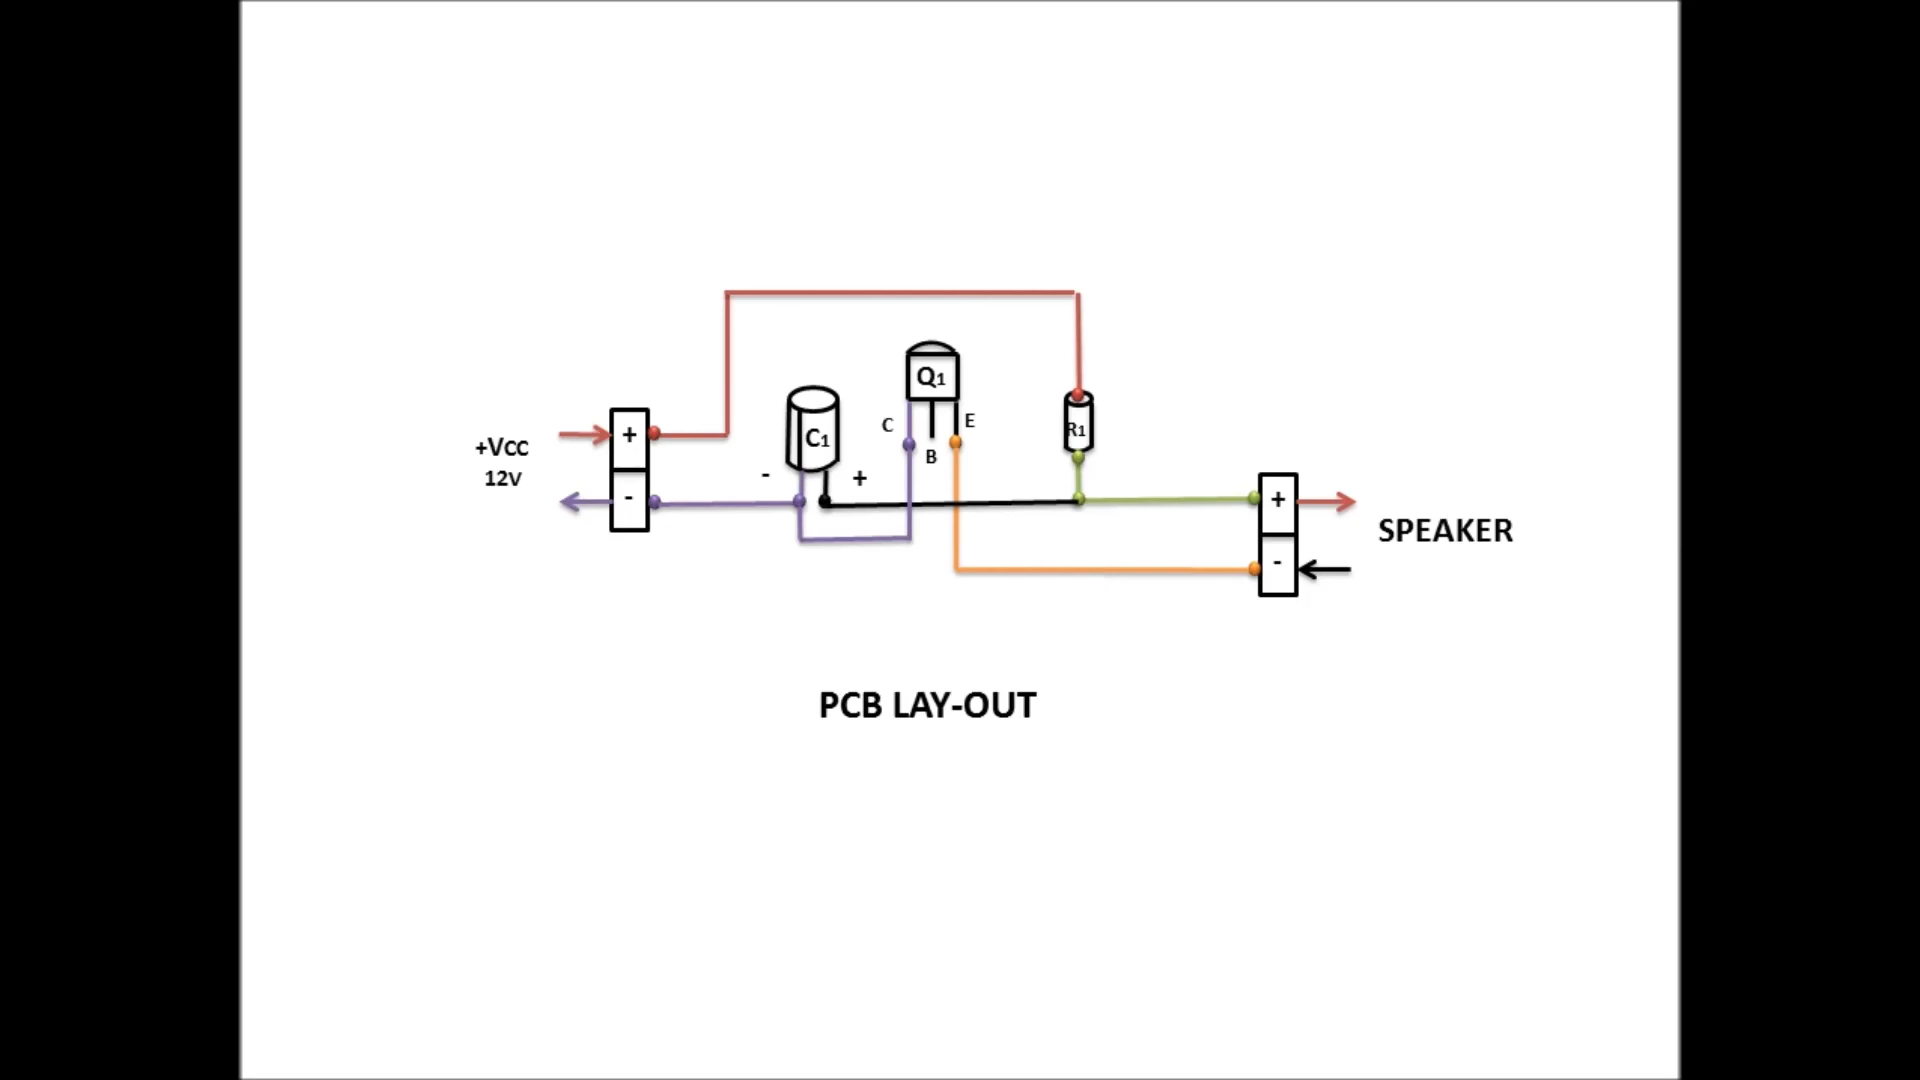 Q1
C
E
B
C1
-
+
R1
+Vcc
12V
+
-
+
-
SPEAKER
PCB LAY-OUT